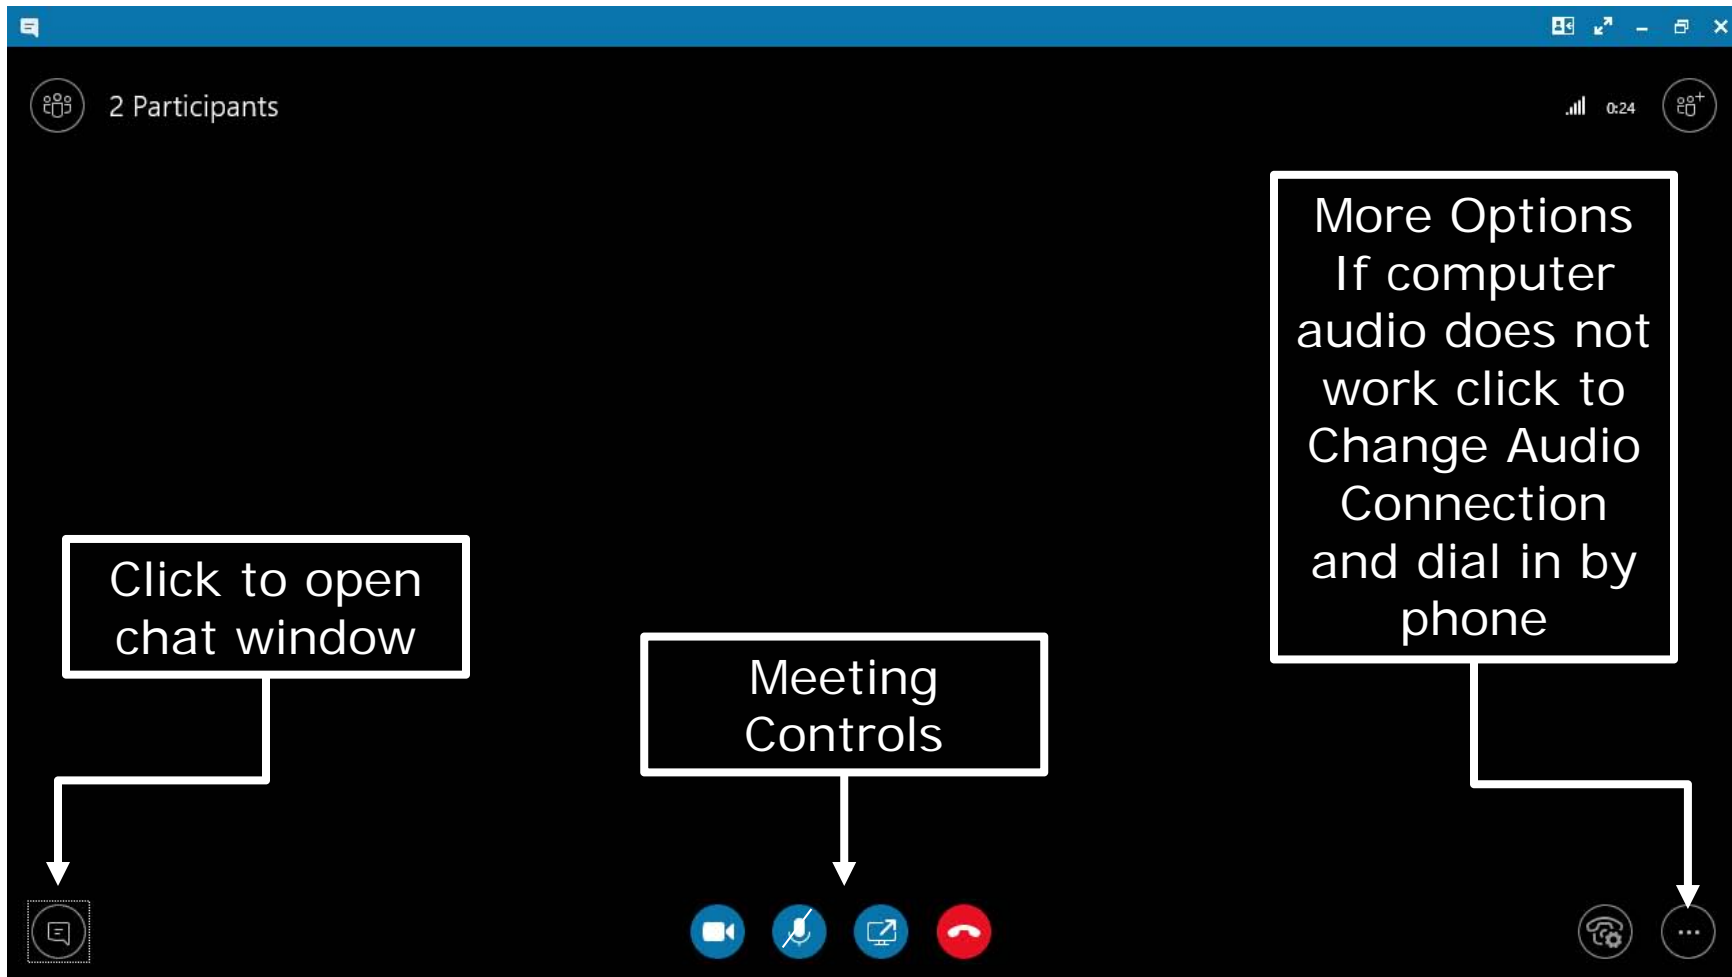 2 Participants
0:24
More Options
If computer
audio does not
work click to
Change Audio
Connection
and dial in by
phone
Click to open
chat window
Meeting
Controls